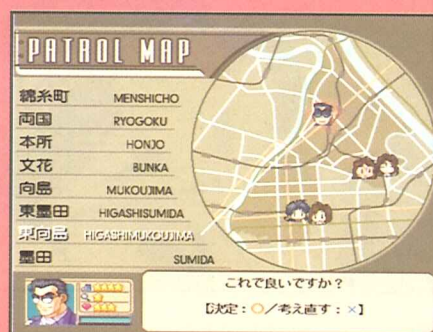 PATROL MAP
綿糸町 MENSHICHO
両国 RYOGOKU
本所 HONJO
文花 BUNKA
向島 MUKOUJIMA
東墨田 HIGASHISUMIDA
東向島 HIGASHIMUKOUJIMA
墨田 SUMIDA
これで良いですか？
【決定：○／考え直す：×】